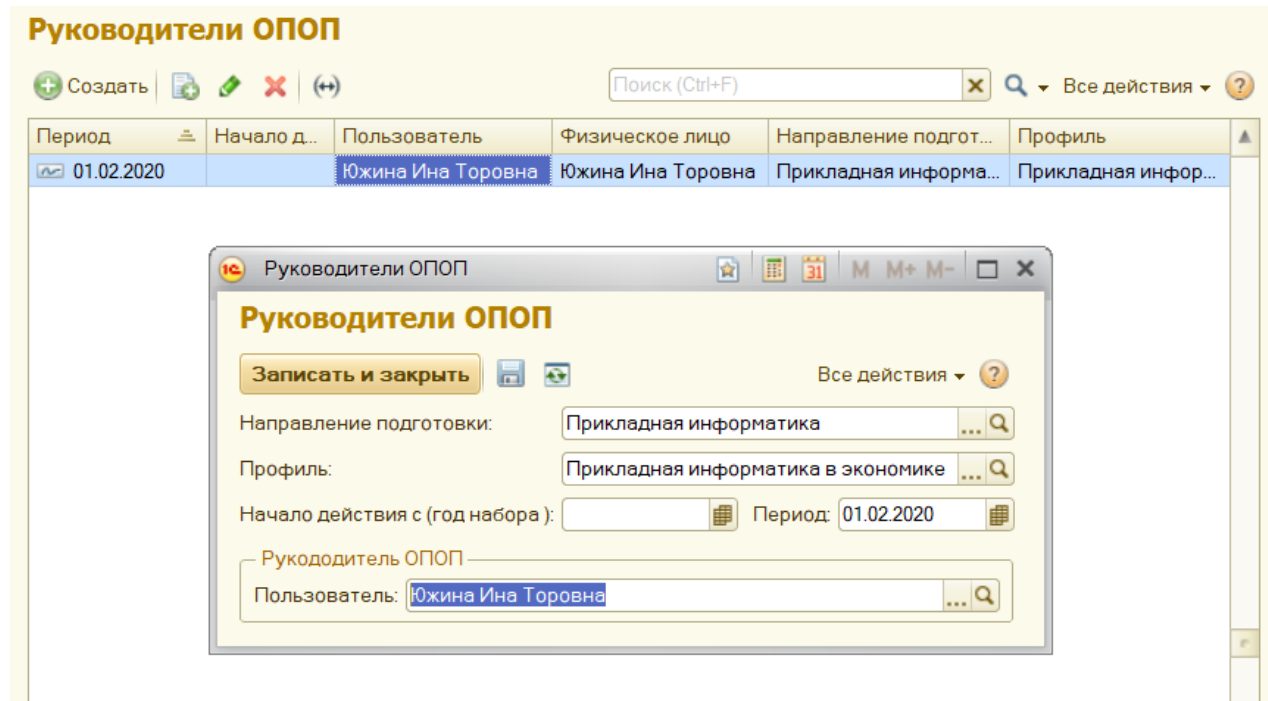 Руководители ОПОП
Создать Поиск (Ctrl+F) Все действия
Период Начало д... Пользователь Физическое лицо Направление подгот... Профиль
01.02.2020 Южина Ина Торовна Южина Ина Торовна Прикладная информа... Прикладная инфор...
1С Руководители ОПОП 31 M M+ M-
Руководители ОПОП
Записать и закрыть Все действия
Направление подготовки: Прикладная информатика ...
Профиль: Прикладная информатика в экономике ...
Начало действия с (год набора ): Период: 01.02.2020
Рукододитель ОПОП
Пользователь: Южина Ина Торовна ...